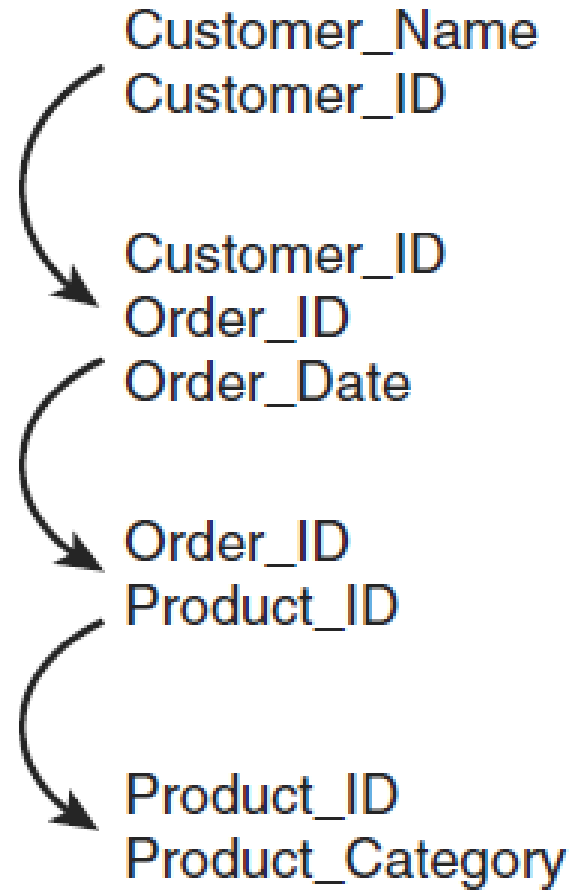 Customer_Name
Customer_ID
Customer_ID
Order_ID
Order_Date
Order_ID
Product_ID
Product_ID
Product_Category